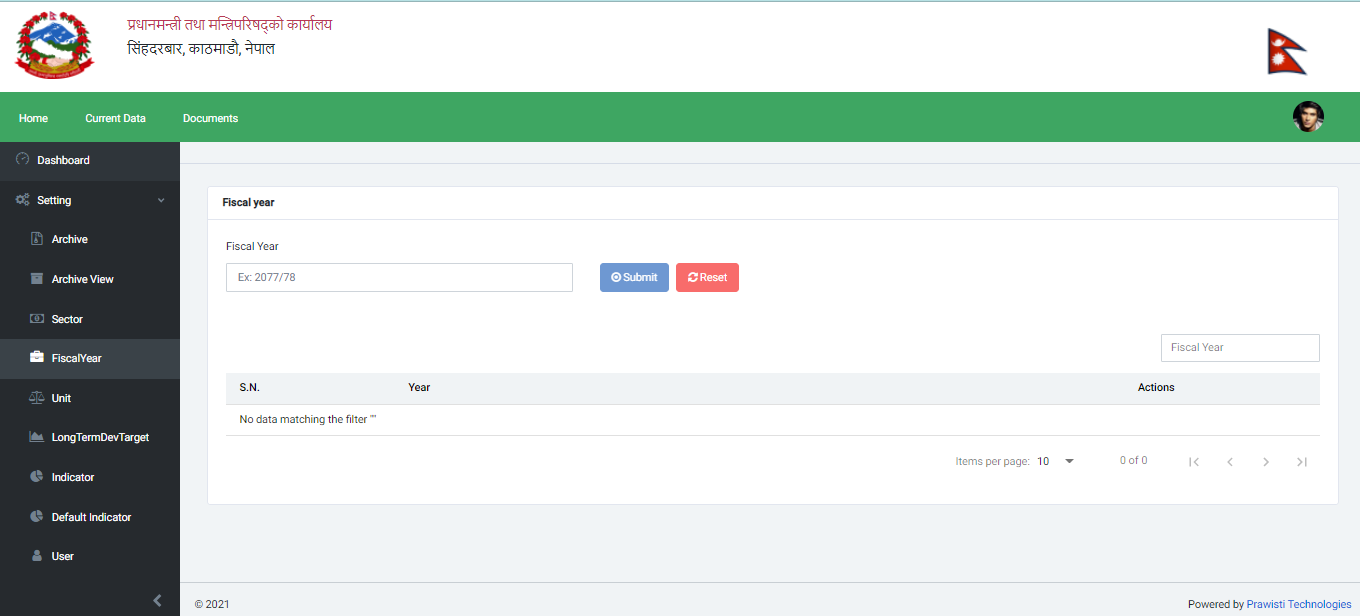 प्रधानमन्त्री तथा मन्त्रिपरिषद्को कार्यालय
सिंहदरबार, काठमाडौ, नेपाल
Home Current Data Documents
Dashboard
Setting
Archive
Archive View
Sector
FiscalYear
Unit
LongTermDevTarget
Indicator
Default Indicator
User
Fiscal year
Fiscal Year
Ex: 2077/78 Submit Reset
Fiscal Year
S.N. Year Actions
No data matching the filter ""
Items per page: 10 0 of 0
© 2021 Powered by Prawisti Technologies